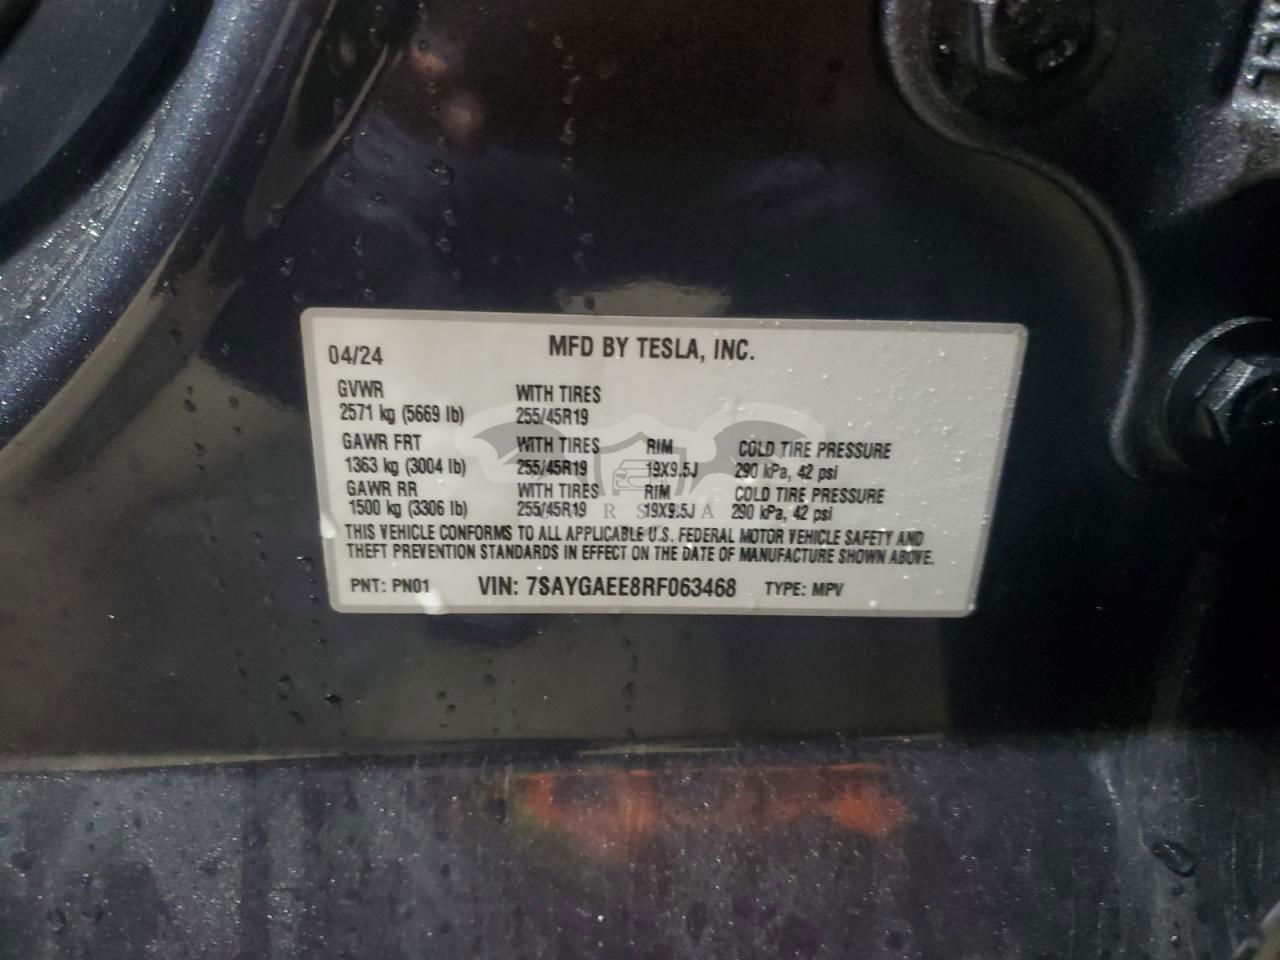 04/24 MFD BY TESLA, INC.
GVWR WITH TIRES
2571 kg (5669 lb) 255/45R19
GAWR FRT WITH TIRES RIM COLD TIRE PRESSURE
1363 kg (3004 lb) 255/45R19 19X9.5J 290 kPa, 42 psi
GAWR RR WITH TIRES RIM COLD TIRE PRESSURE
1500 kg (3306 lb) 255/45R19 19X9.5J 290 kPa, 42 psi
THIS VEHICLE CONFORMS TO ALL APPLICABLE U.S. FEDERAL MOTOR VEHICLE SAFETY AND
THEFT PREVENTION STANDARDS IN EFFECT ON THE DATE OF MANUFACTURE SHOWN ABOVE.
PNT: PN01 VIN: 7SAYGAEE8RF063468 TYPE: MPV